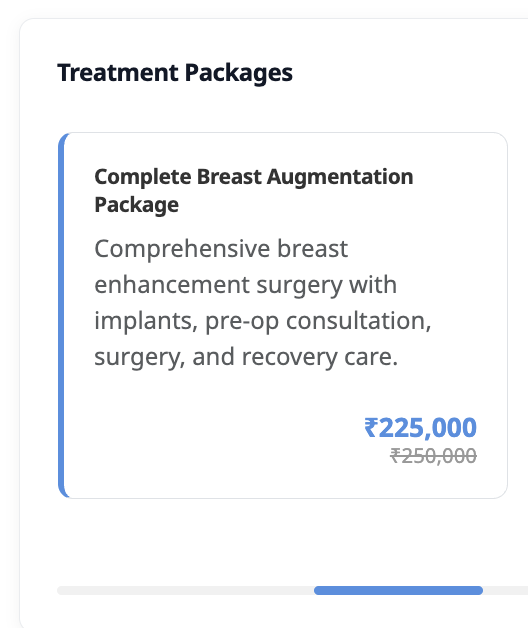 Treatment Packages
Complete Breast Augmentation
Package
Comprehensive breast
enhancement surgery with
implants, pre-op consultation,
surgery, and recovery care.
₹225,000
₹250,000